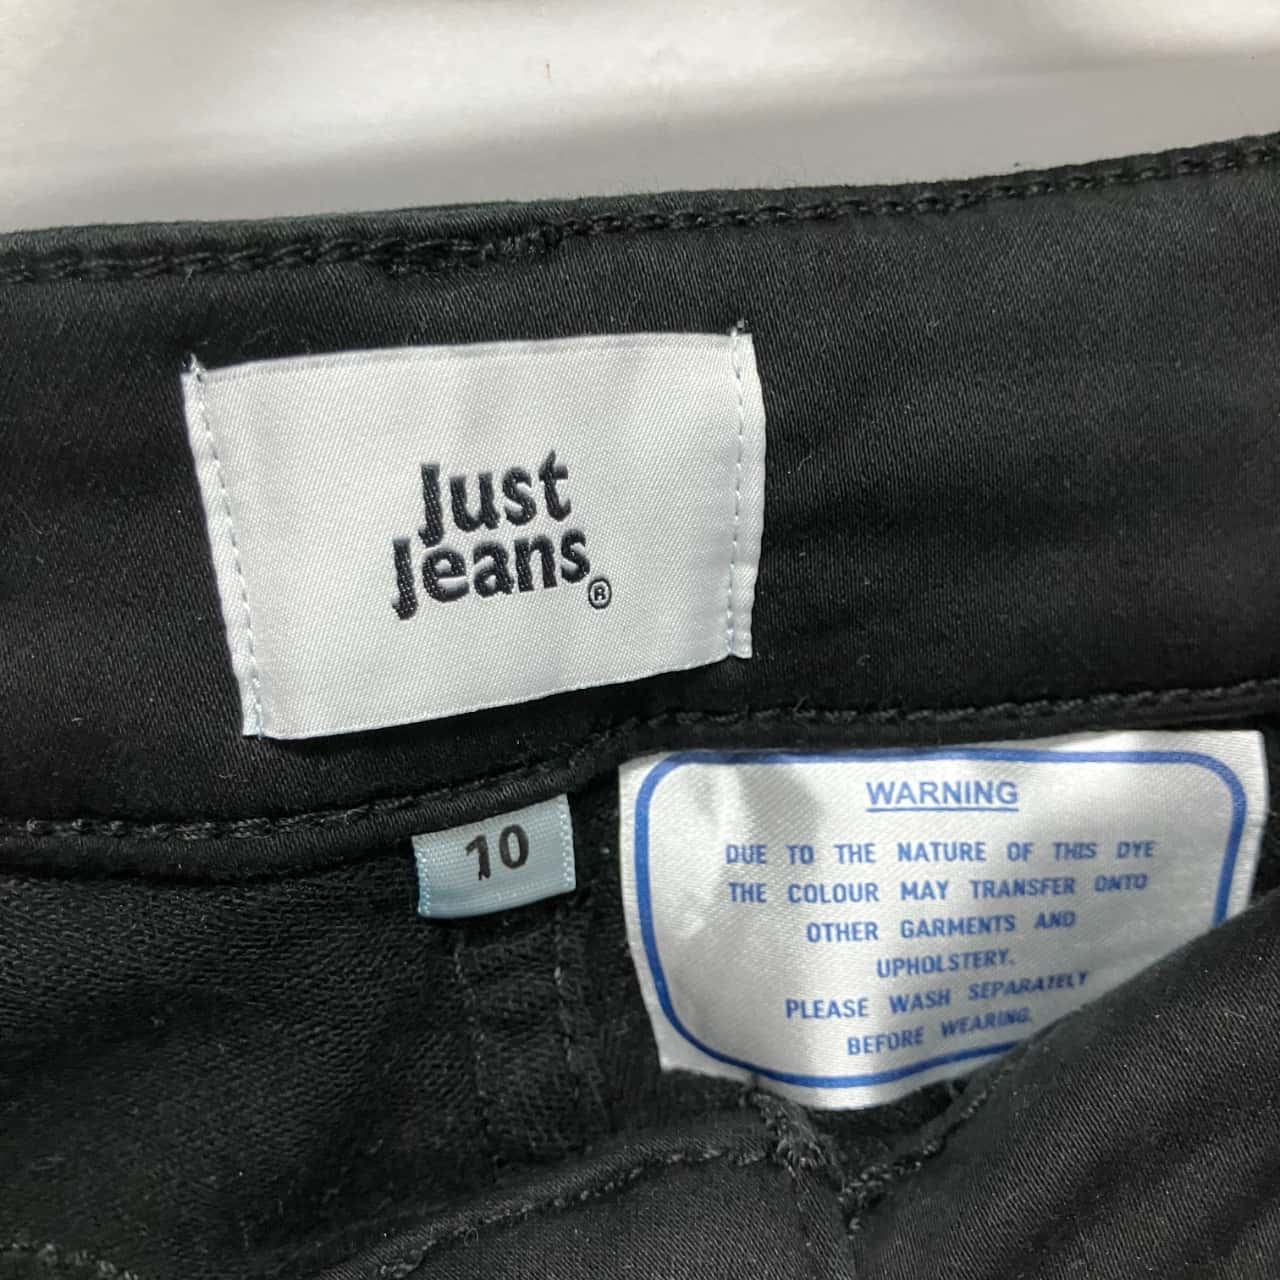 Just
Jeans®
10
WARNING
DUE TO THE NATURE OF THIS DYE
THE COLOUR MAY TRANSFER ONTO
OTHER GARMENTS AND
UPHOLSTERY.
PLEASE WASH SEPARATELY
BEFORE WEARING.